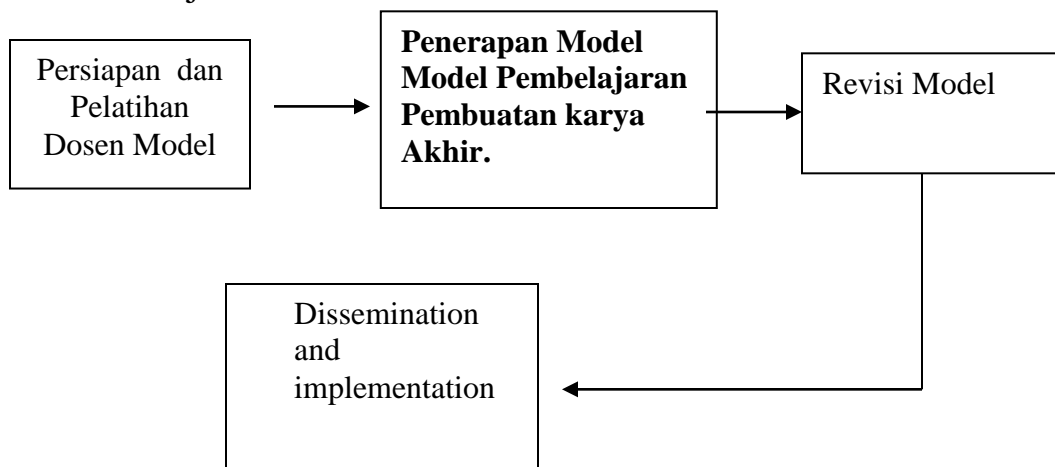 Persiapan dan
Pelatihan
Dosen Model
Penerapan Model
Model Pembelajaran
Pembuatan karya
Akhir.
Revisi Model
Dissemination
and
implementation